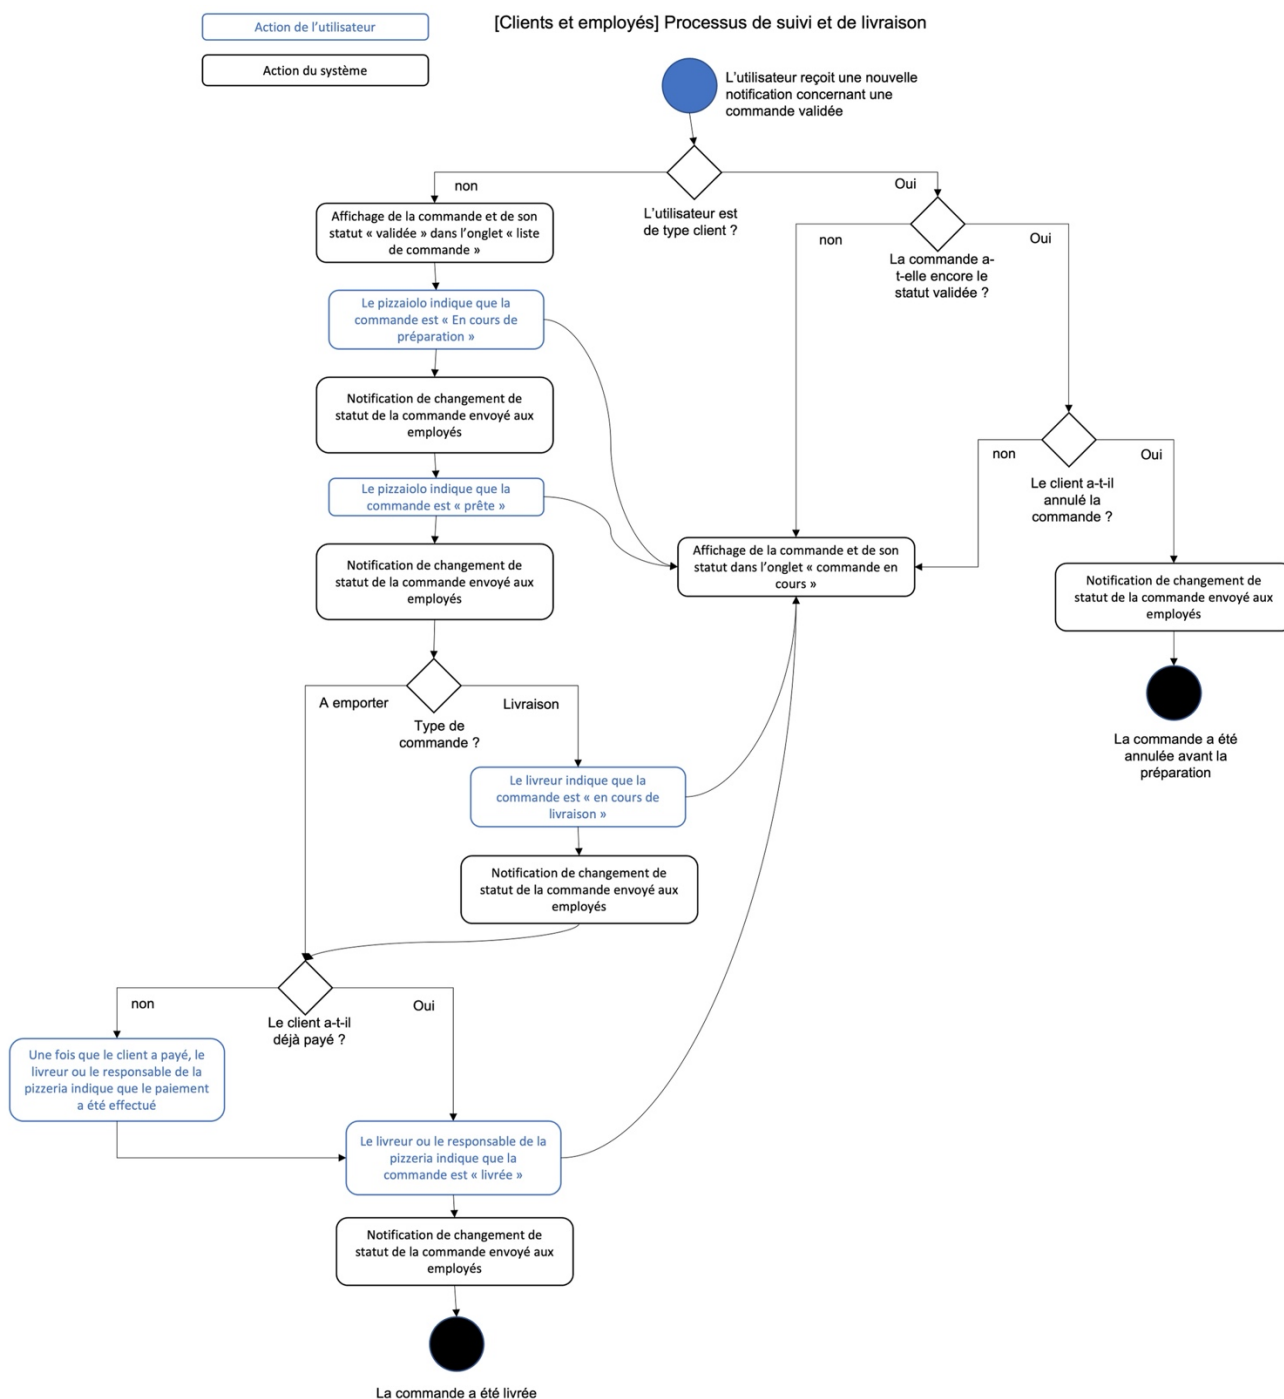 Action de l’utilisateur
[Clients et employés] Processus de suivi et de livraison
Action du système
L’utilisateur reçoit une nouvelle
notification concernant une
commande validée
non
Oui
L’utilisateur est
de type client ?
Affichage de la commande et de son
statut « validée » dans l’onglet « liste
de commande »
non
Oui
La commande a-
t-elle encore le
statut validée ?
Le pizzaiolo indique que la
commande est « En cours de
préparation »
Notification de changement de
statut de la commande envoyé aux
employés
non
Oui
Le client a-t-il
annulé la
commande ?
Le pizzaiolo indique que la
commande est « prête »
Notification de changement de
statut de la commande envoyé aux
employés
Affichage de la commande et de son
statut dans l’onglet « commande en
cours »
Notification de changement de
statut de la commande envoyé aux
employés
A emporter
Livraison
Type de
commande ?
La commande a été
annulée avant la
préparation
Le livreur indique que la
commande est « en cours de
livraison »
Notification de changement de
statut de la commande envoyé aux
employés
non
Oui
Le client a-t-il
déjà payé ?
Une fois que le client a payé, le
livreur ou le responsable de la
pizzeria indique que le paiement
a été effectué
Le livreur ou le responsable de la
pizzeria indique que la
commande est « livrée »
Notification de changement de
statut de la commande envoyé aux
employés
La commande a été livrée